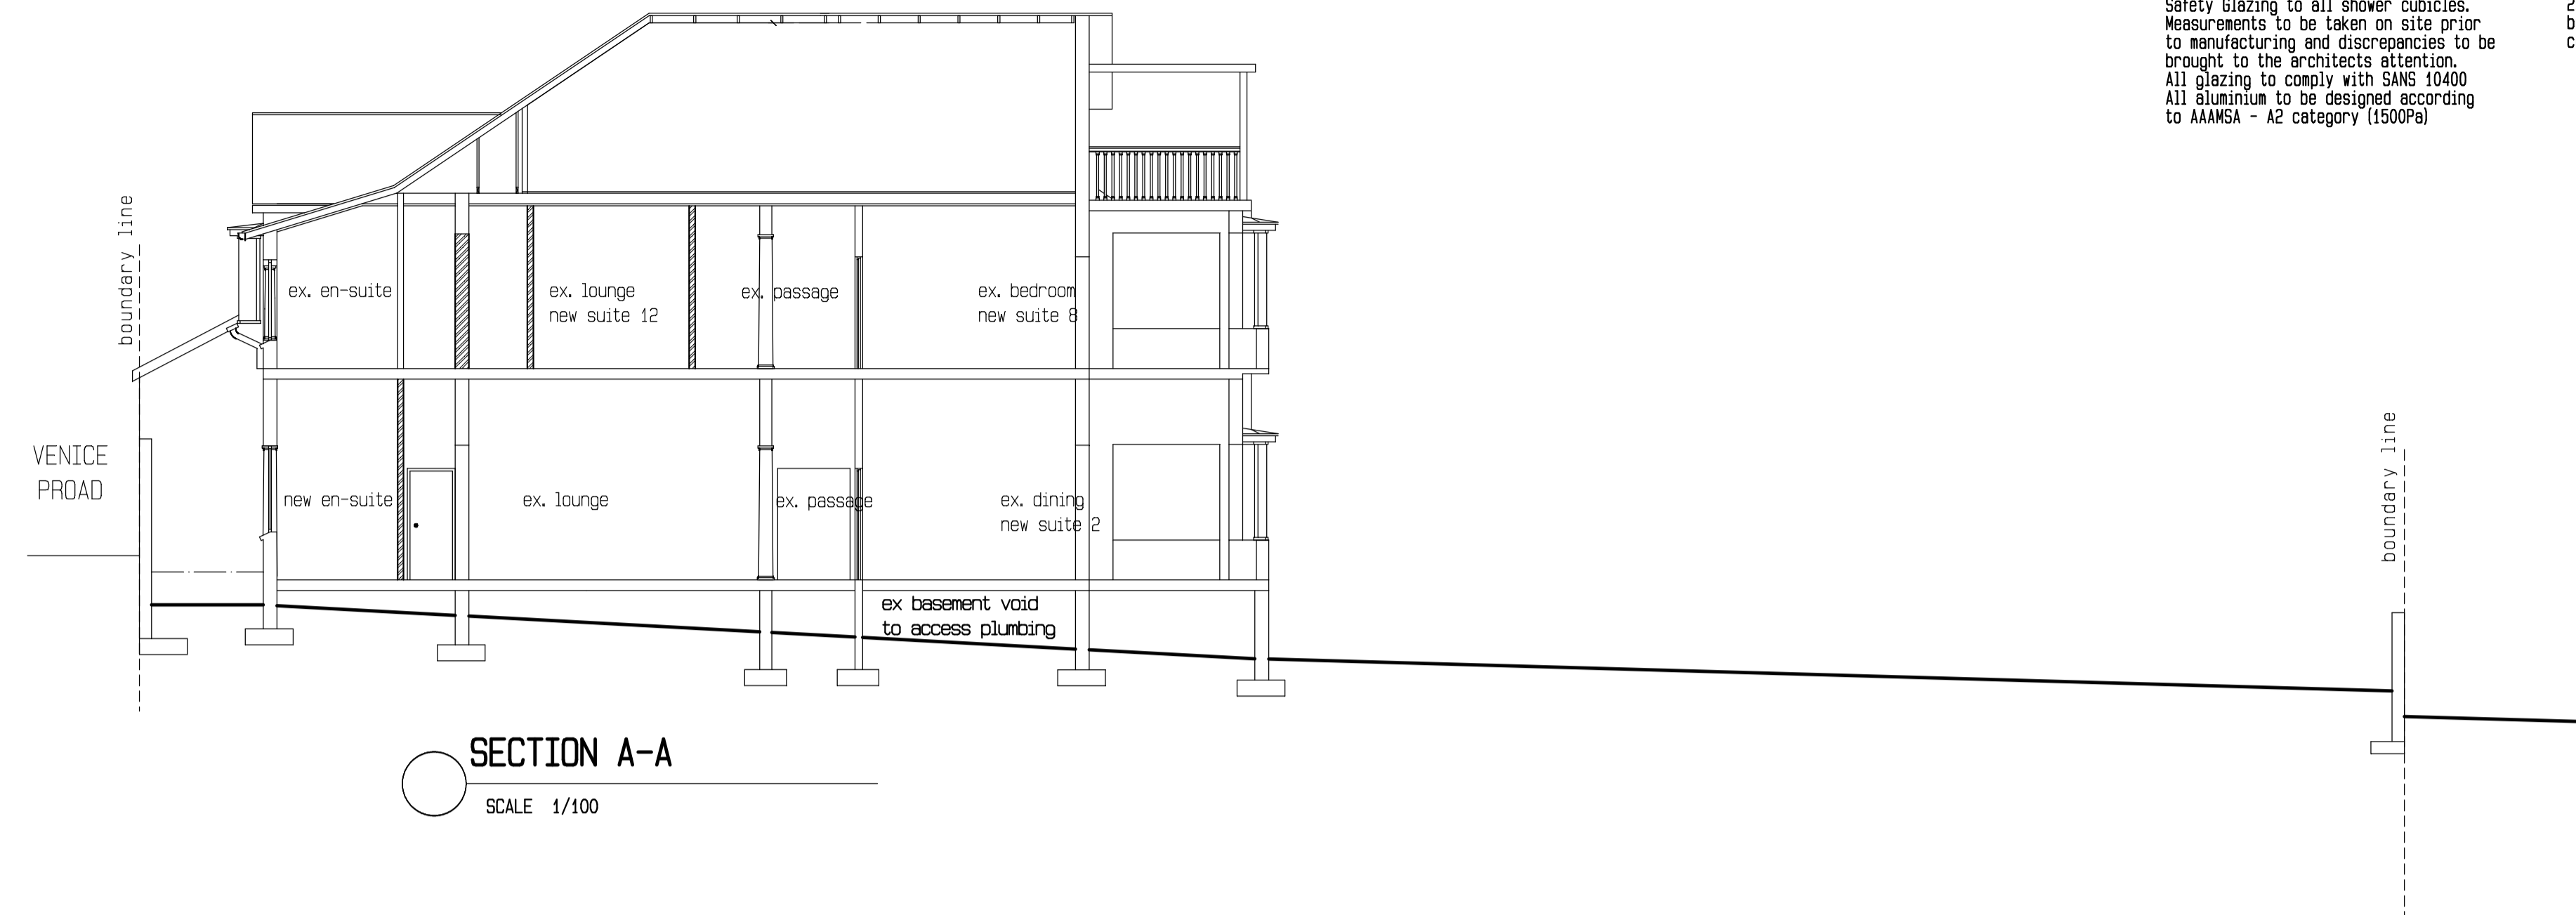 Safety Glazing to all shower cubicles.
Measurements to be taken on site prior
to manufacturing and discrepancies to be
brought to the architects attention.
All glazing to comply with SANS 10400
All aluminium to be designed according
to AAAMSA - A2 category (1500Pa)
2
b
c
boundary line
ex. en-suite
ex. lounge
new suite 12
ex. passage
ex. bedroom
new suite 8
VENICE
PROAD
new en-suite
ex. lounge
ex. passage
ex. dining
new suite 2
boundary line
ex basement void
to access plumbing
SECTION A-A
SCALE 1/100